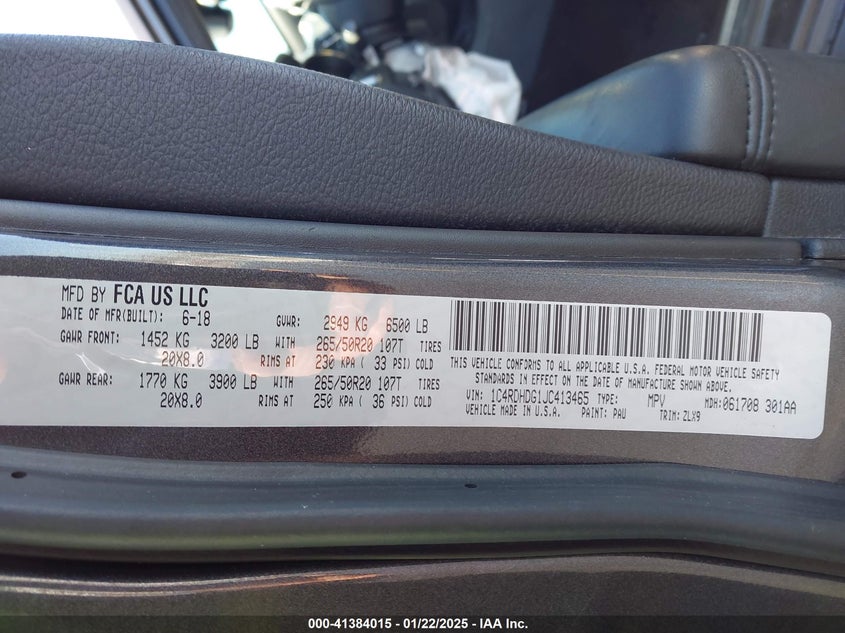 MFD BY FCA US LLC
DATE OF MFR(BUILT): 6-18 GVWR: 2949 KG 6500 LB
GAWR FRONT: 1452 KG 3200 LB WITH 265/50R20 107T TIRES
20X8.0 RIMS AT 230 KPA ( 33 PSI) COLD
GAWR REAR: 1770 KG 3900 LB WITH 265/50R20 107T TIRES
20X8.0 RIMS AT 250 KPA ( 36 PSI) COLD
THIS VEHICLE CONFORMS TO ALL APPLICABLE U.S.A. FEDERAL MOTOR VEHICLE SAFETY
STANDARDS IN EFFECT ON THE DATE OF MANUFACTURE SHOWN ABOVE.
VIN: 1C4RDHDG1JC413465 TYPE: MPV MDH: 061708 301AA
VEHICLE MADE IN U.S.A. PAINT: PAU TRIM: ZLX9
000-41384015 - 01/22/2025 - IAA Inc.